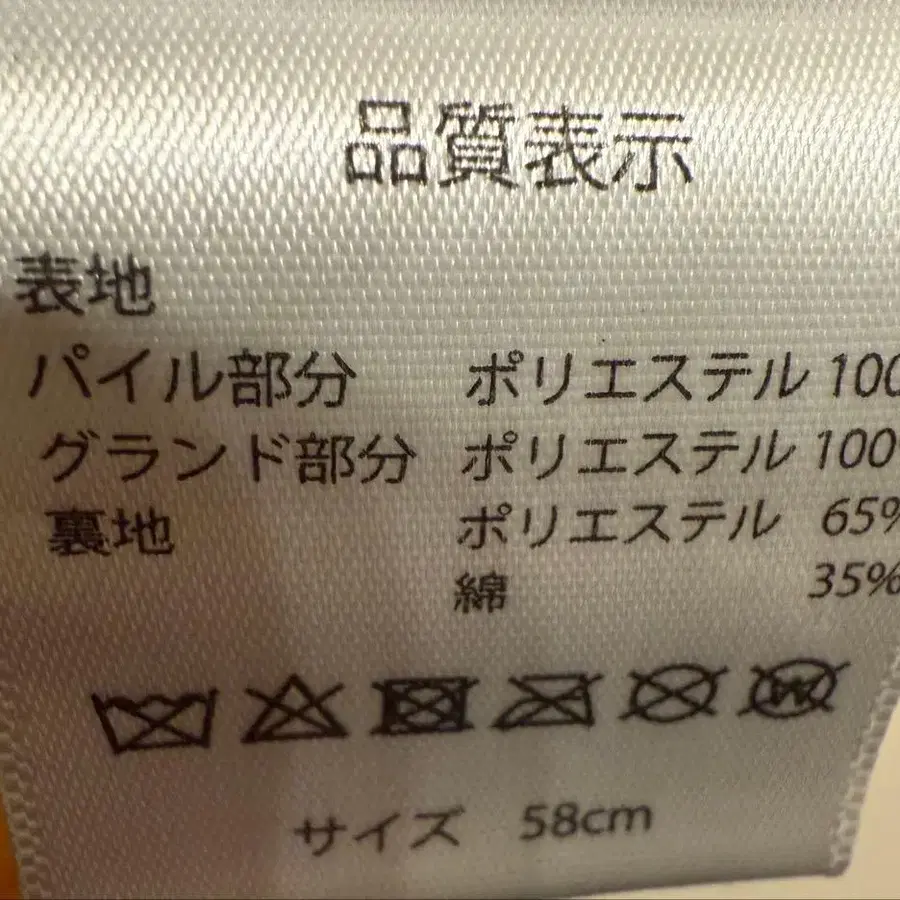 品質表示
表地
パイル部分 ポリエステル 100
グランド部分 ポリエステル 100
裏地 ポリエステル 65%
綿 35%
サイズ 58cm